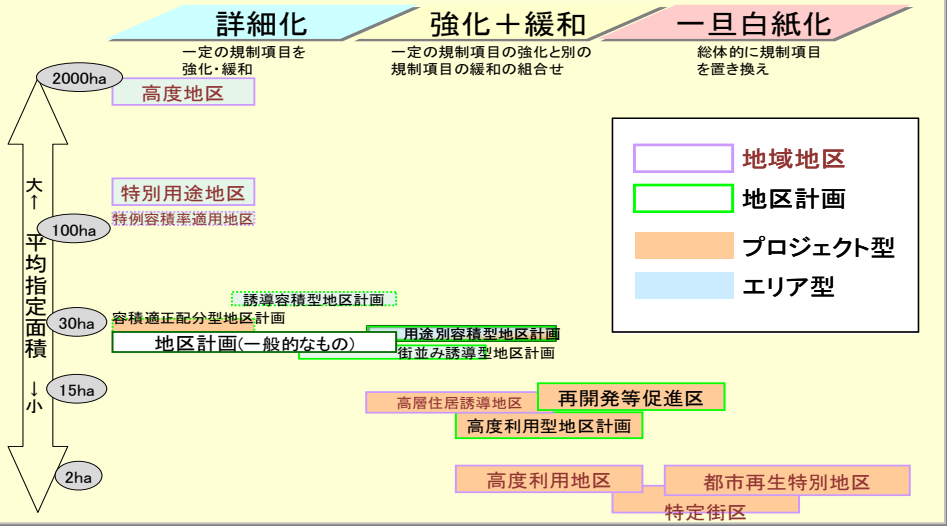 詳細化
強化＋緩和
一旦白紙化
一定の規制項目を
強化・緩和
一定の規制項目の強化と別の
規制項目の緩和の組合せ
総体的に規制項目
を置き換え
2000ha
高度地区
地域地区
地区計画
プロジェクト型
エリア型
大←
平均指定面積
→小
特別用途地区
特例容積率適用地区
100ha
誘導容積型地区計画
30ha
容積適正配分型地区計画
地区計画(一般的なもの)
用途別容積型地区計画
街並み誘導型地区計画
15ha
高層住居誘導地区
再開発等促進区
高度利用型地区計画
2ha
高度利用地区
都市再生特別地区
特定街区